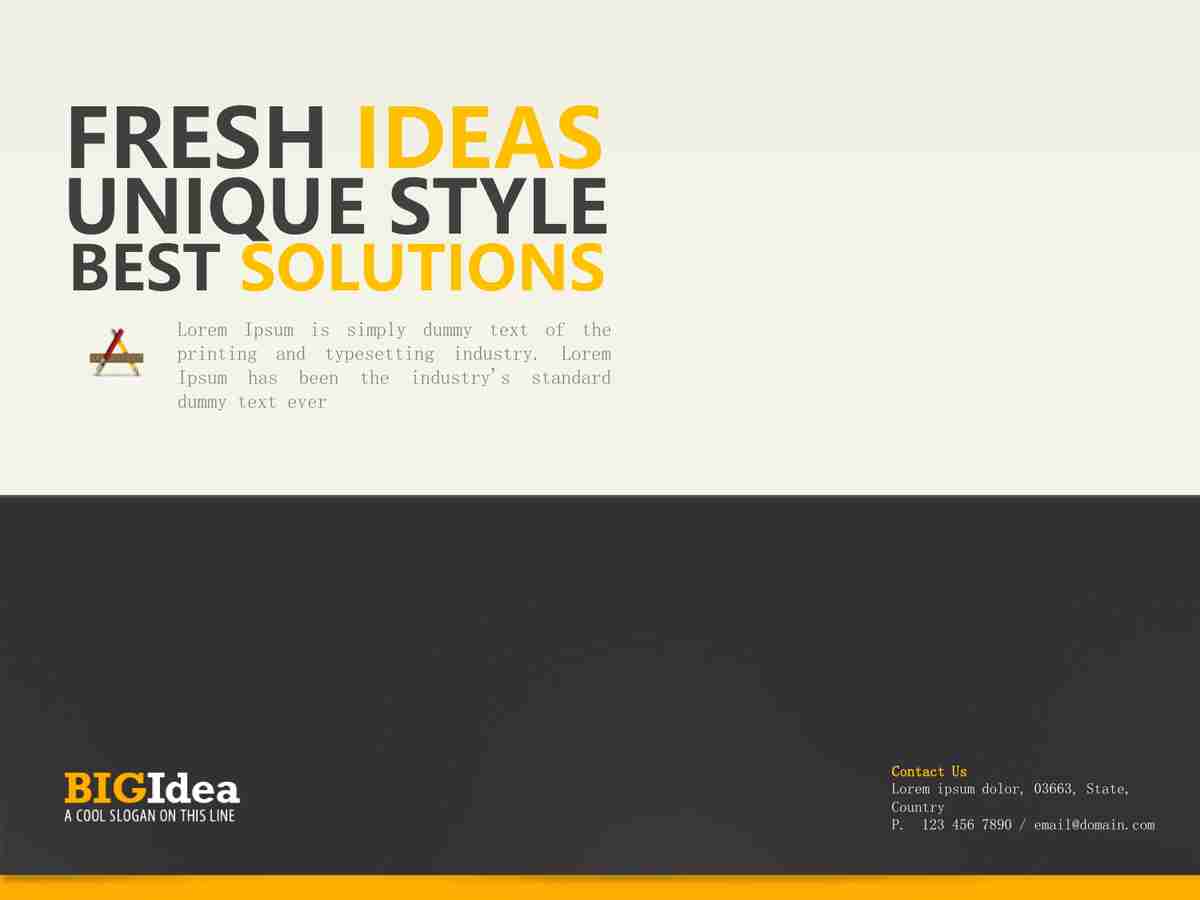 FRESH IDEAS
UNIQUE STYLE
BEST SOLUTIONS
Lorem Ipsum is simply dummy text of the
printing and typesetting industry. Lorem
Ipsum has been the industry's standard
dummy text ever
BIGIdea
A COOL SLOGAN ON THIS LINE
Contact Us
Lorem ipsum dolor, 03663, State,
Country
P. 123 456 7890 / email@domain.com